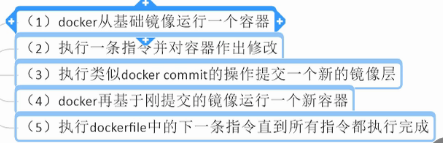 （1）docker从基础镜像运行一个容器
（2）执行一条指令并对容器作出修改
（3）执行类似docker commit的操作提交一个新的镜像层
（4）docker再基于刚提交的镜像运行一个新容器
（5）执行dockerfile中的下一条指令直到所有指令都执行完成